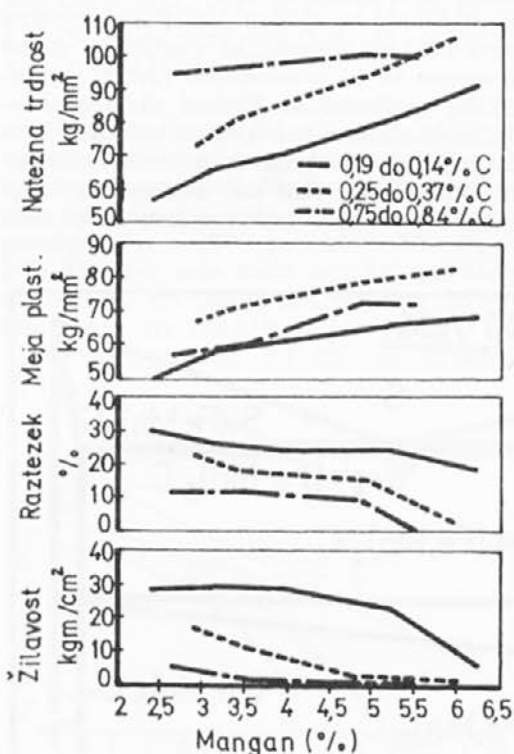 Natezna trdnost
kg/mm²
110
100
90
80
70
60
50
0,19 do 0,14% C
0,25 do 0,37% C
0,75 do 0,84% C
Meja plast.
kg/mm²
90
80
70
60
50
Raztezek
%
40
30
20
10
0
Žilavost
kgm/cm²
40
30
20
10
0
2 2,5 3 3,5 4 4,5 5 5,5 6 6,5
Mangan (%)